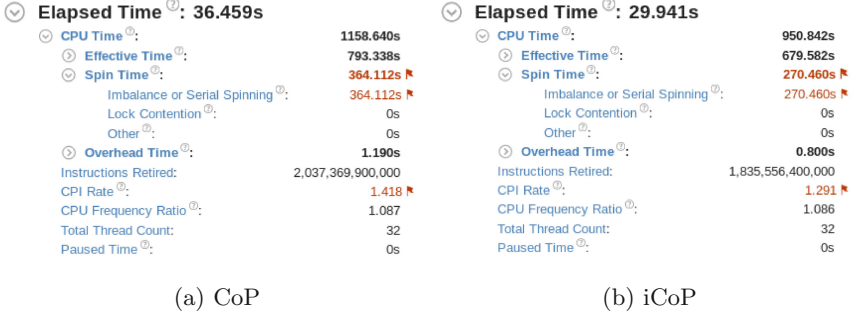 Elapsed Time ?: 36.459s
CPU Time ?: 1158.640s
Effective Time ?: 793.338s
Spin Time ?: 364.112s
Imbalance or Serial Spinning ?: 364.112s
Lock Contention ?: 0s
Other ?: 0s
Overhead Time ?: 1.190s
Instructions Retired: 2,037,369,900,000
CPI Rate ?: 1.418
CPU Frequency Ratio ?: 1.087
Total Thread Count: 32
Paused Time ?: 0s
(a) CoP
Elapsed Time ?: 29.941s
CPU Time ?: 950.842s
Effective Time ?: 679.582s
Spin Time ?: 270.460s
Imbalance or Serial Spinning ?: 270.460s
Lock Contention ?: 0s
Other ?: 0s
Overhead Time ?: 0.800s
Instructions Retired: 1,835,556,400,000
CPI Rate ?: 1.291
CPU Frequency Ratio ?: 1.086
Total Thread Count: 32
Paused Time ?: 0s
(b) iCoP